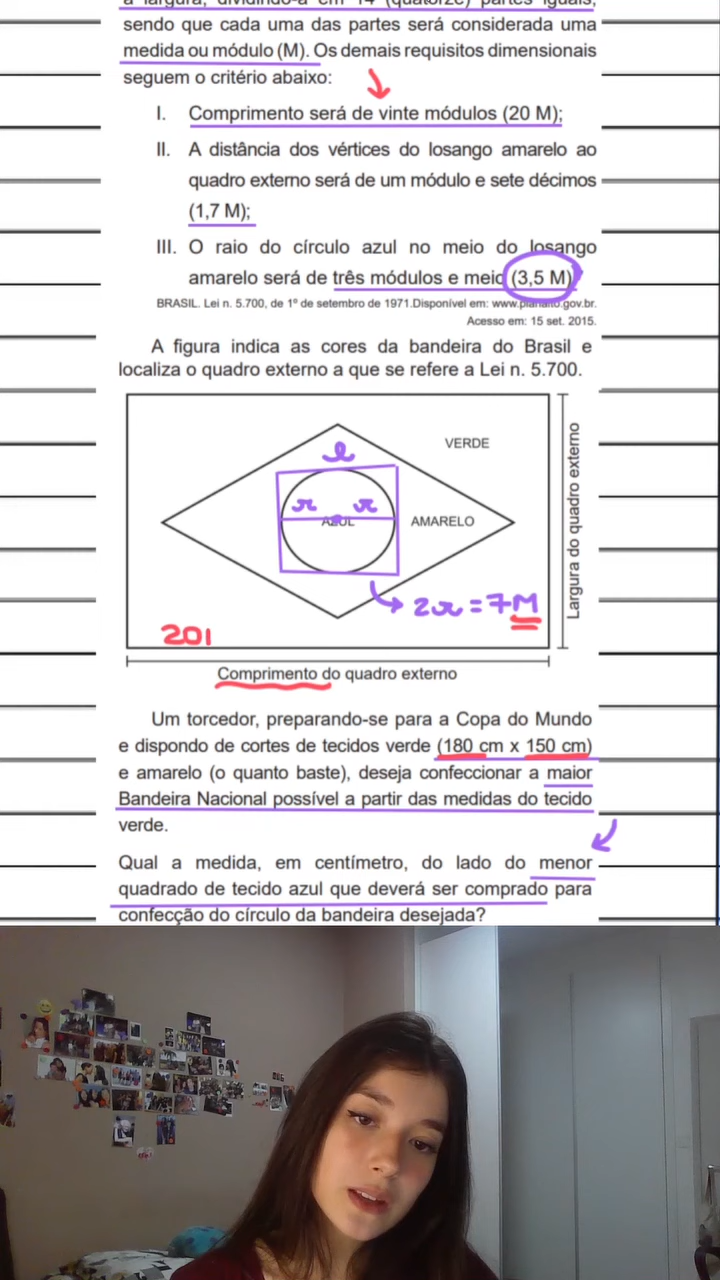 a largura, dividindo-a em 14 (quatorze) partes iguais,
sendo que cada uma das partes será considerada uma
medida ou módulo (M). Os demais requisitos dimensionais
seguem o critério abaixo:
I. Comprimento será de vinte módulos (20 M);
II. A distância dos vértices do losango amarelo ao
quadro externo será de um módulo e sete décimos
(1,7 M);
III. O raio do círculo azul no meio do losango
amarelo será de três módulos e meio (3,5 M)
BRASIL. Lei n. 5.700, de 1º de setembro de 1971.Disponível em: www.planalto.gov.br.
Acesso em: 15 set. 2015.
A figura indica as cores da bandeira do Brasil e
localiza o quadro externo a que se refere a Lei n. 5.700.
VERDE
l
r r
AZUL
AMARELO
2r = 7M
201
Largura do quadro externo
Comprimento do quadro externo
Um torcedor, preparando-se para a Copa do Mundo
e dispondo de cortes de tecidos verde (180 cm x 150 cm)
e amarelo (o quanto baste), deseja confeccionar a maior
Bandeira Nacional possível a partir das medidas do tecido
verde.
Qual a medida, em centímetro, do lado do menor
quadrado de tecido azul que deverá ser comprado para
confecção do círculo da bandeira desejada?